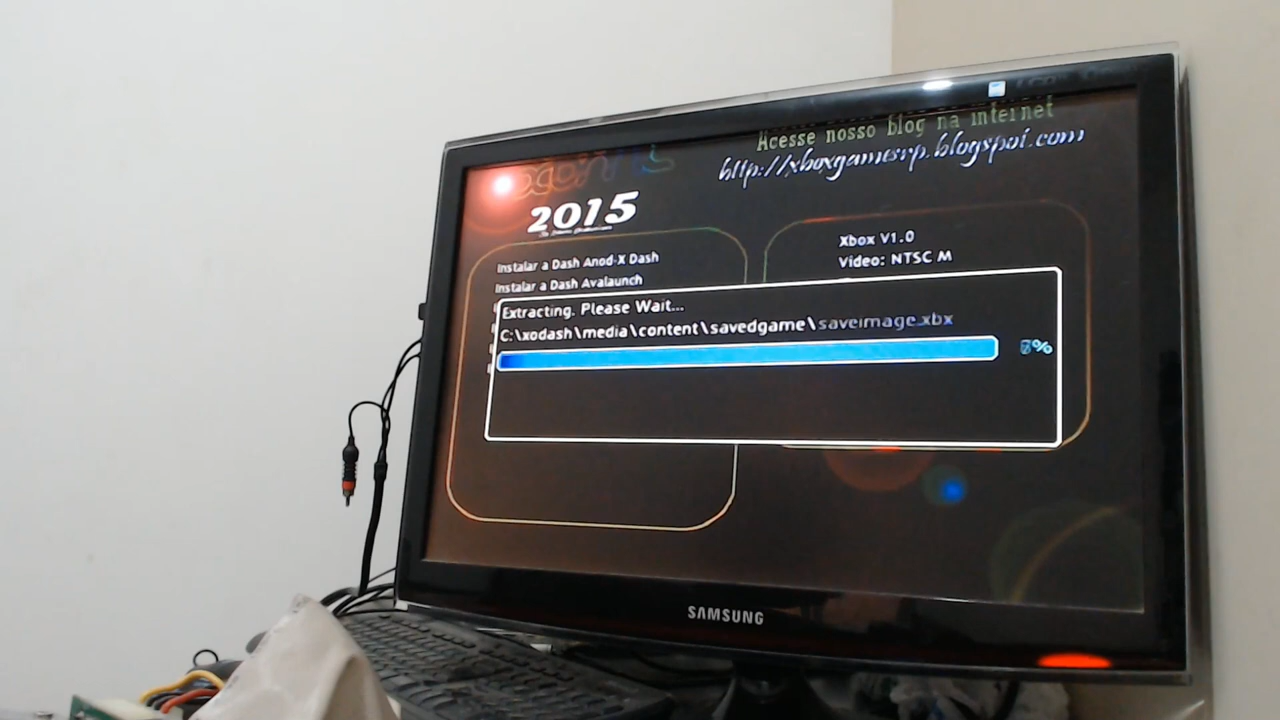 Acesse nosso blog na internet
http://xboxgamesrp.blogspot.com
2015
Instalar a Dash Anod-X Dash
Instalar a Dash Avalaunch
Xbox V1.0
Video: NTSC M
Extracting. Please Wait...
C:\xodash\media\content\savedgame\saveimage.xbx
%
SAMSUNG